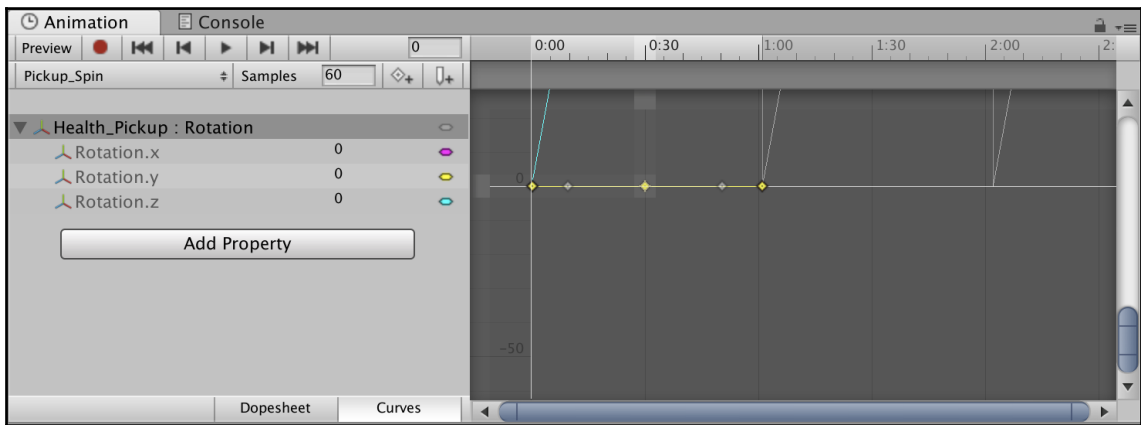 Animation Console
Preview 0 0:00 0:30 1:00 1:30 2:00 2:
Pickup_Spin Samples 60
Health_Pickup : Rotation
Rotation.x 0
Rotation.y 0 0
Rotation.z 0
Add Property
-50
Dopesheet Curves